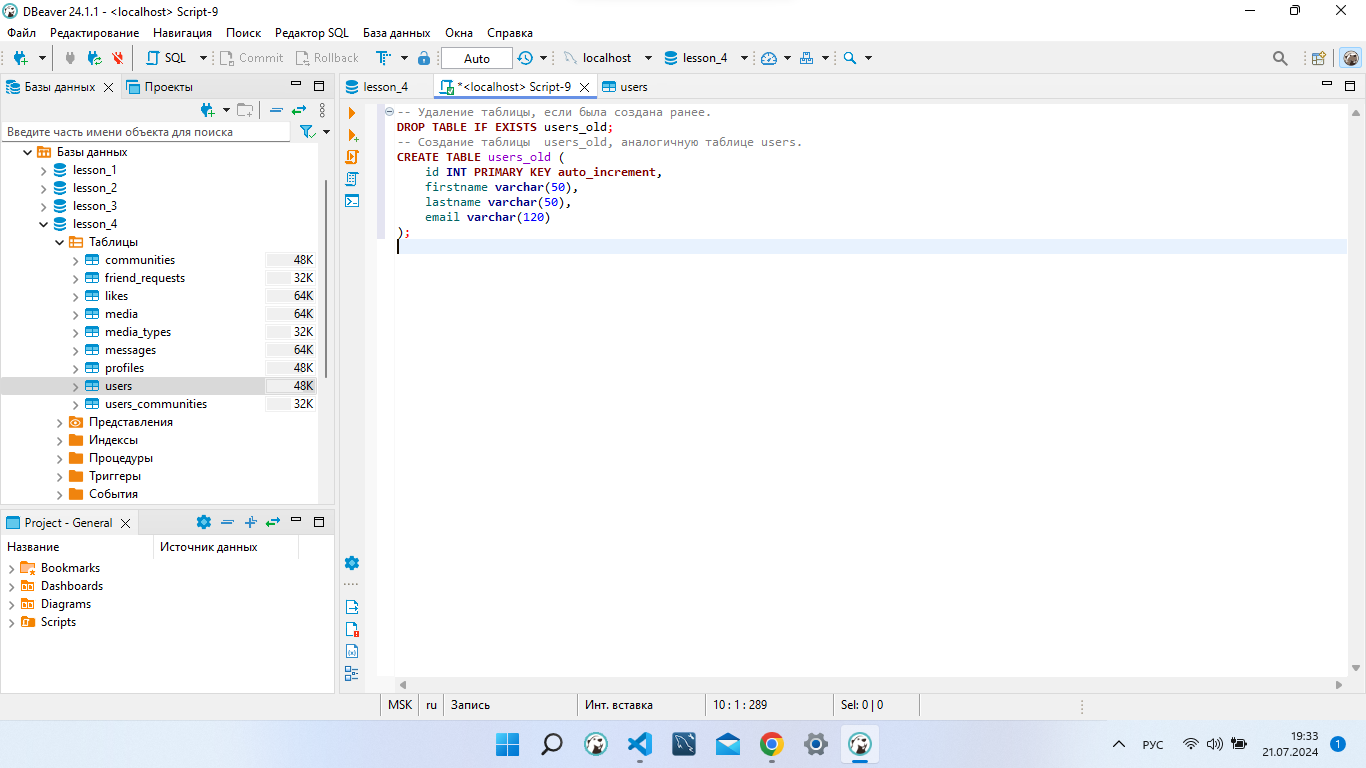 DBeaver 24.1.1 - <localhost> Script-9
Файл Редактирование Навигация Поиск Редактор SQL База данных Окна Справка
SQL Commit Rollback Auto localhost lesson_4
Базы данных Проекты
Введите часть имени объекта для поиска
Базы данных
lesson_1
lesson_2
lesson_3
lesson_4
Таблицы
communities 48K
friend_requests 32K
likes 64K
media 64K
media_types 32K
messages 64K
profiles 48K
users 48K
users_communities 32K
Представления
Индексы
Процедуры
Триггеры
События
Project - General
Название Источник данных
Bookmarks
Dashboards
Diagrams
Scripts
lesson_4 *<localhost> Script-9 users
-- Удаление таблицы, если была создана ранее.
DROP TABLE IF EXISTS users_old;
-- Создание таблицы  users_old, аналогичную таблице users.
CREATE TABLE users_old (
id INT PRIMARY KEY auto_increment,
firstname varchar(50),
lastname varchar(50),
email varchar(120)
);
MSK ru Запись Инт. вставка 10 : 1 : 289 Sel: 0 | 0
РУС
19:33
21.07.2024
1